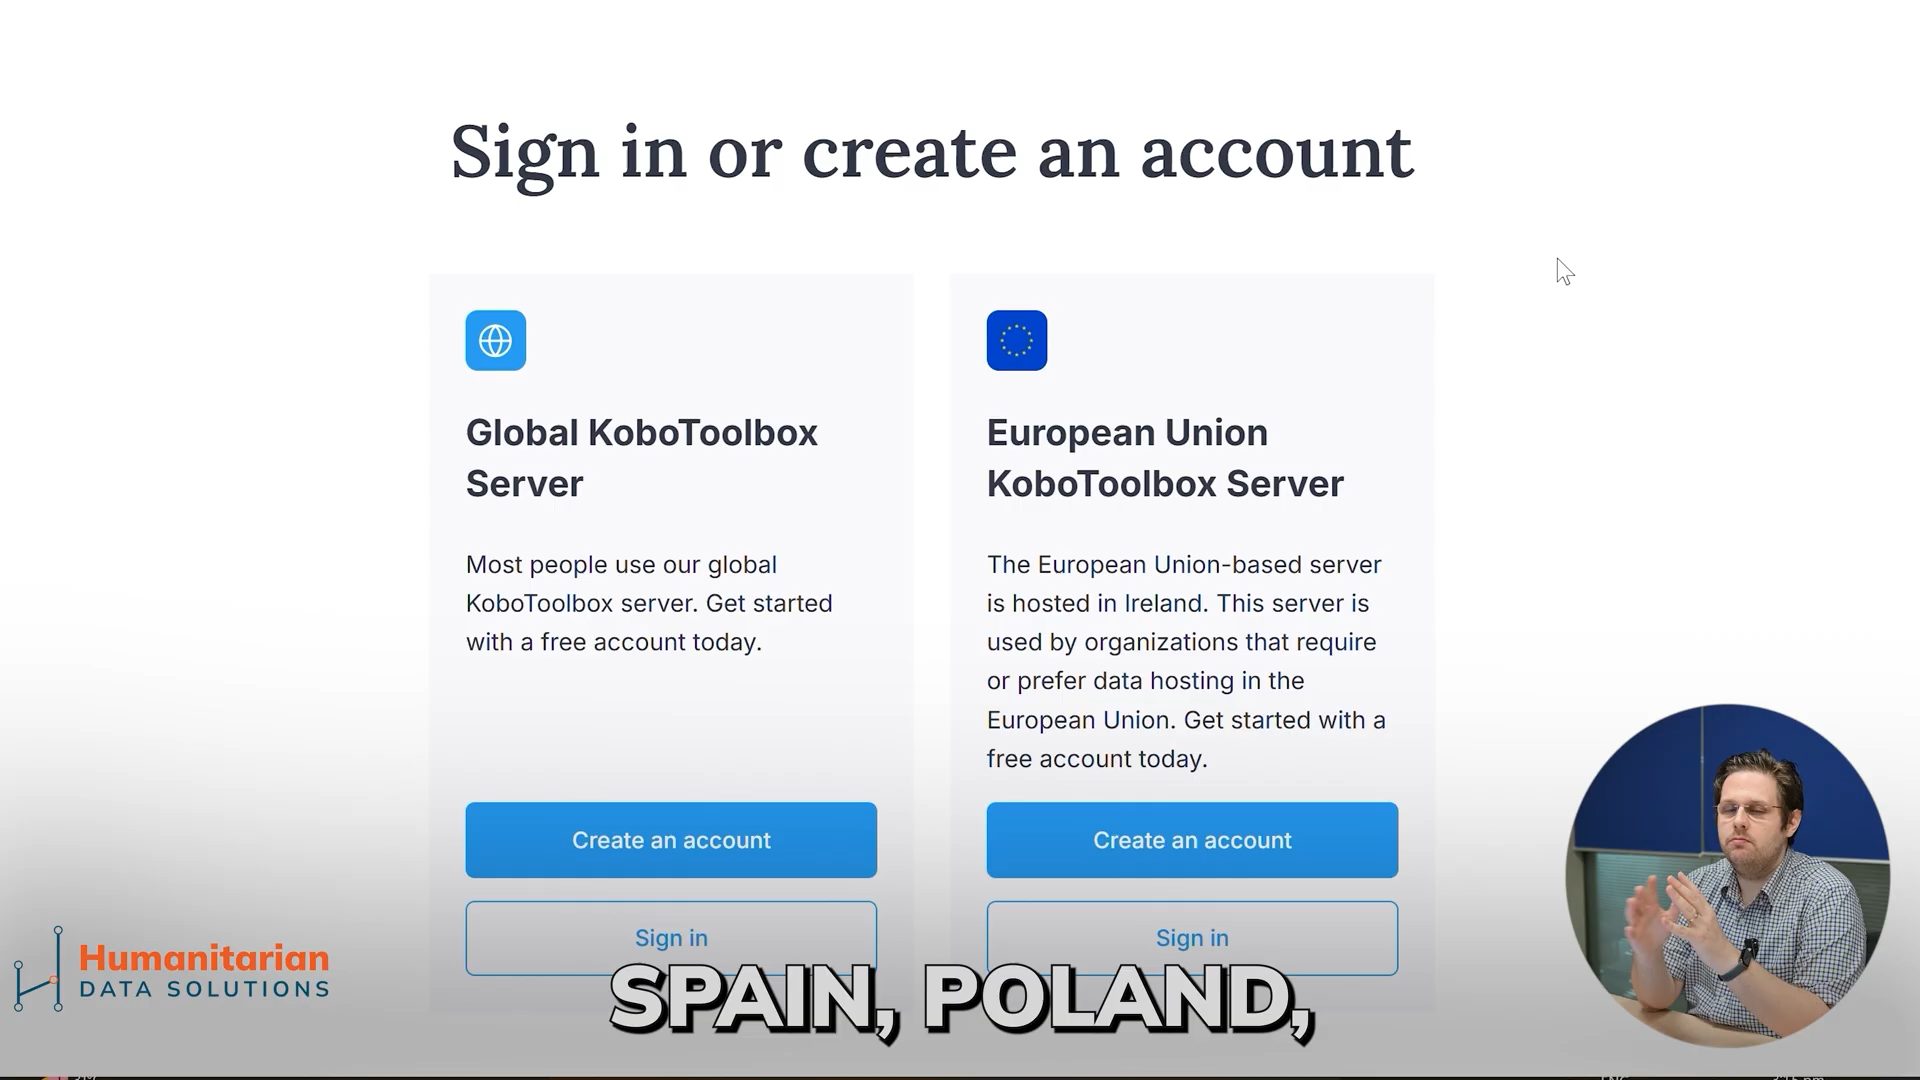 Sign in or create an account
Global KoboToolbox
Server
Most people use our global
KoboToolbox server. Get started
with a free account today.
Create an account
Sign in
European Union
KoboToolbox Server
The European Union-based server
is hosted in Ireland. This server is
used by organizations that require
or prefer data hosting in the
European Union. Get started with a
free account today.
Create an account
Sign in
Humanitarian
DATA SOLUTIONS
SPAIN, POLAND,